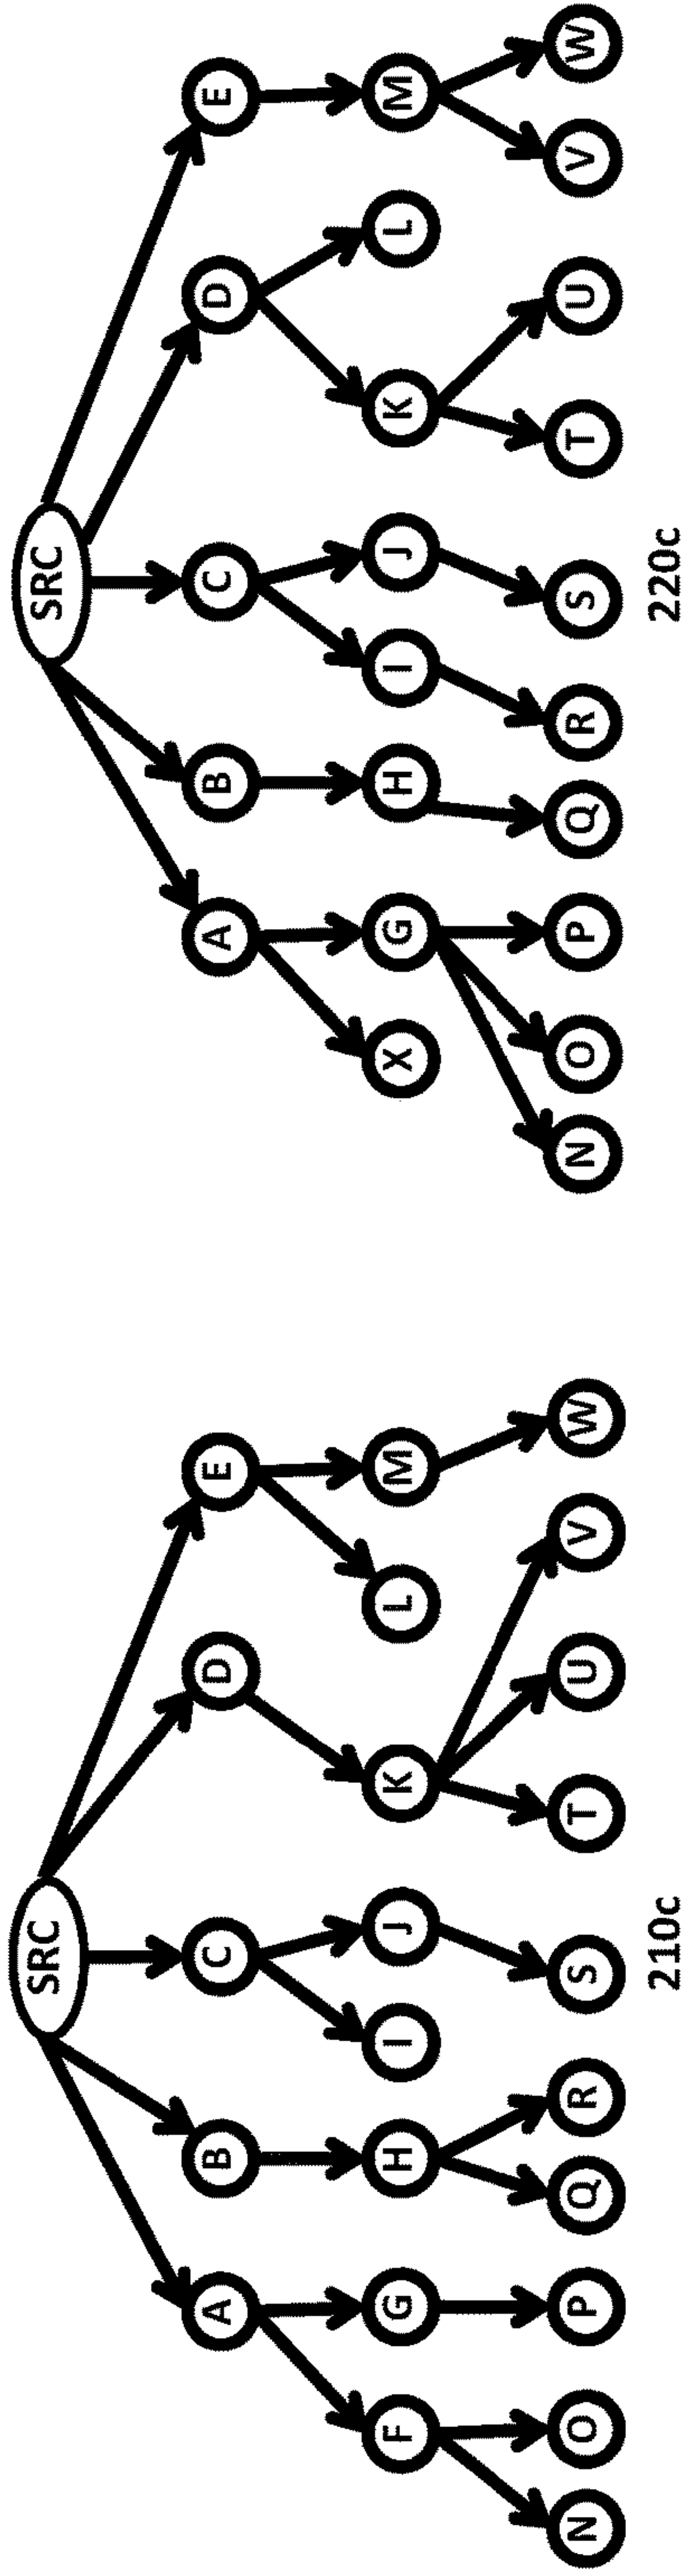 SRC
A B C D E
F G H I J K L M
N O P Q R S T U V W
210c
SRC
A B C D E
X G H I J K L M
N O P Q R S T U V W
220c